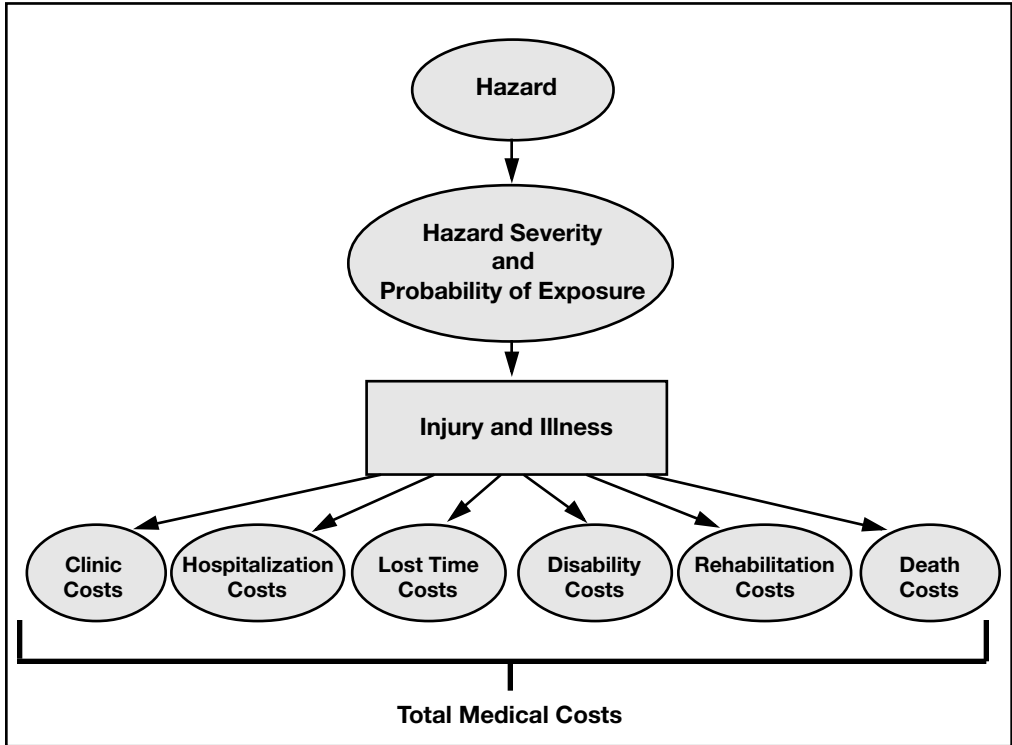 Hazard
Hazard Severity
and
Probability of Exposure
Injury and Illness
Clinic
Costs
Hospitalization
Costs
Lost Time
Costs
Disability
Costs
Rehabilitation
Costs
Death
Costs
Total Medical Costs